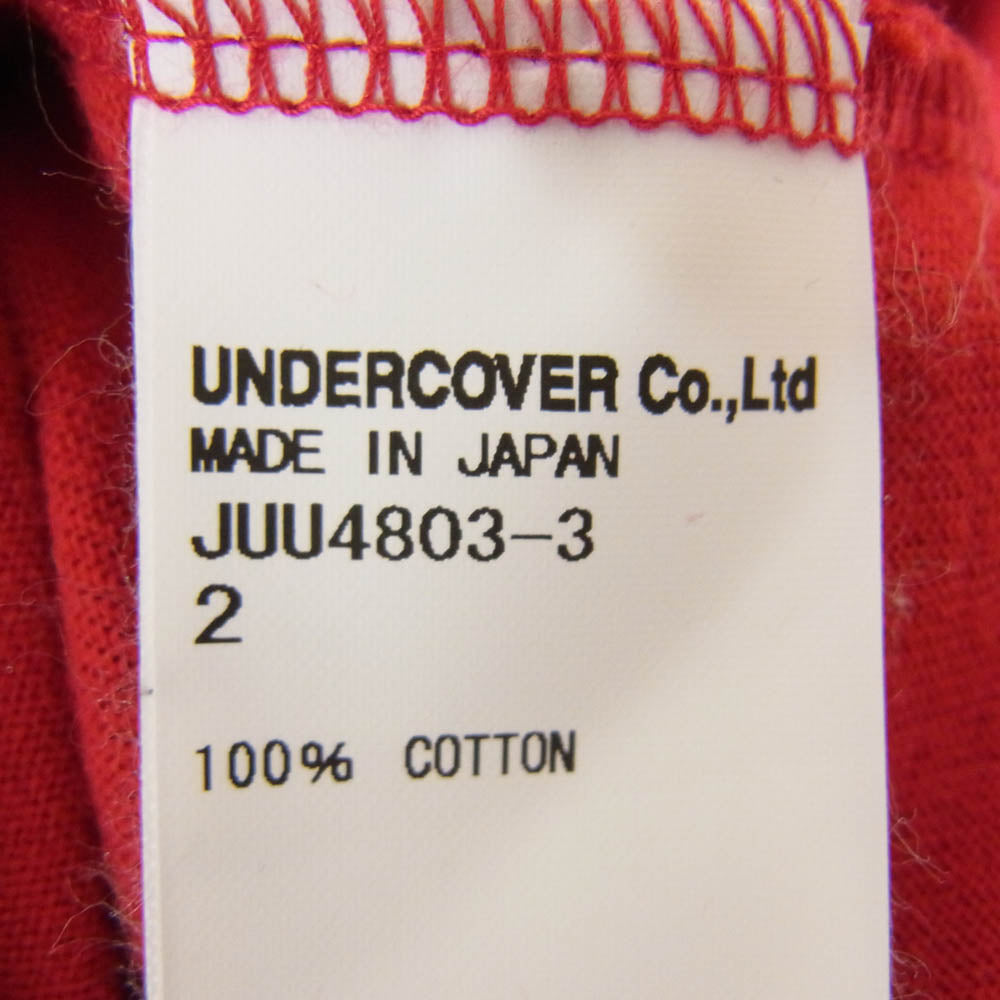 UNDERCOVER Co.,Ltd
MADE IN JAPAN
JUU4803-3
2
100% COTTON